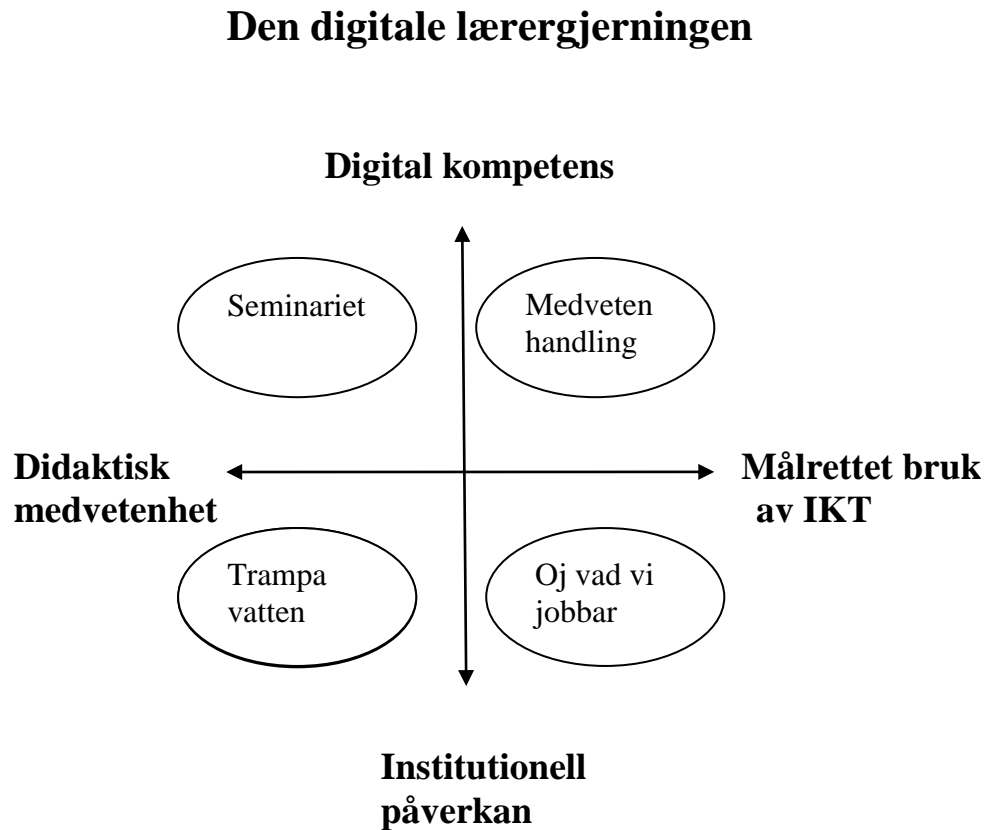 Den digitale lærergjerningen
Digital kompetens
Seminariet
Medveten
handling
Didaktisk
medvetenhet
Målrettet bruk
av IKT
Trampa
vatten
Oj vad vi
jobbar
Institutionell
påverkan